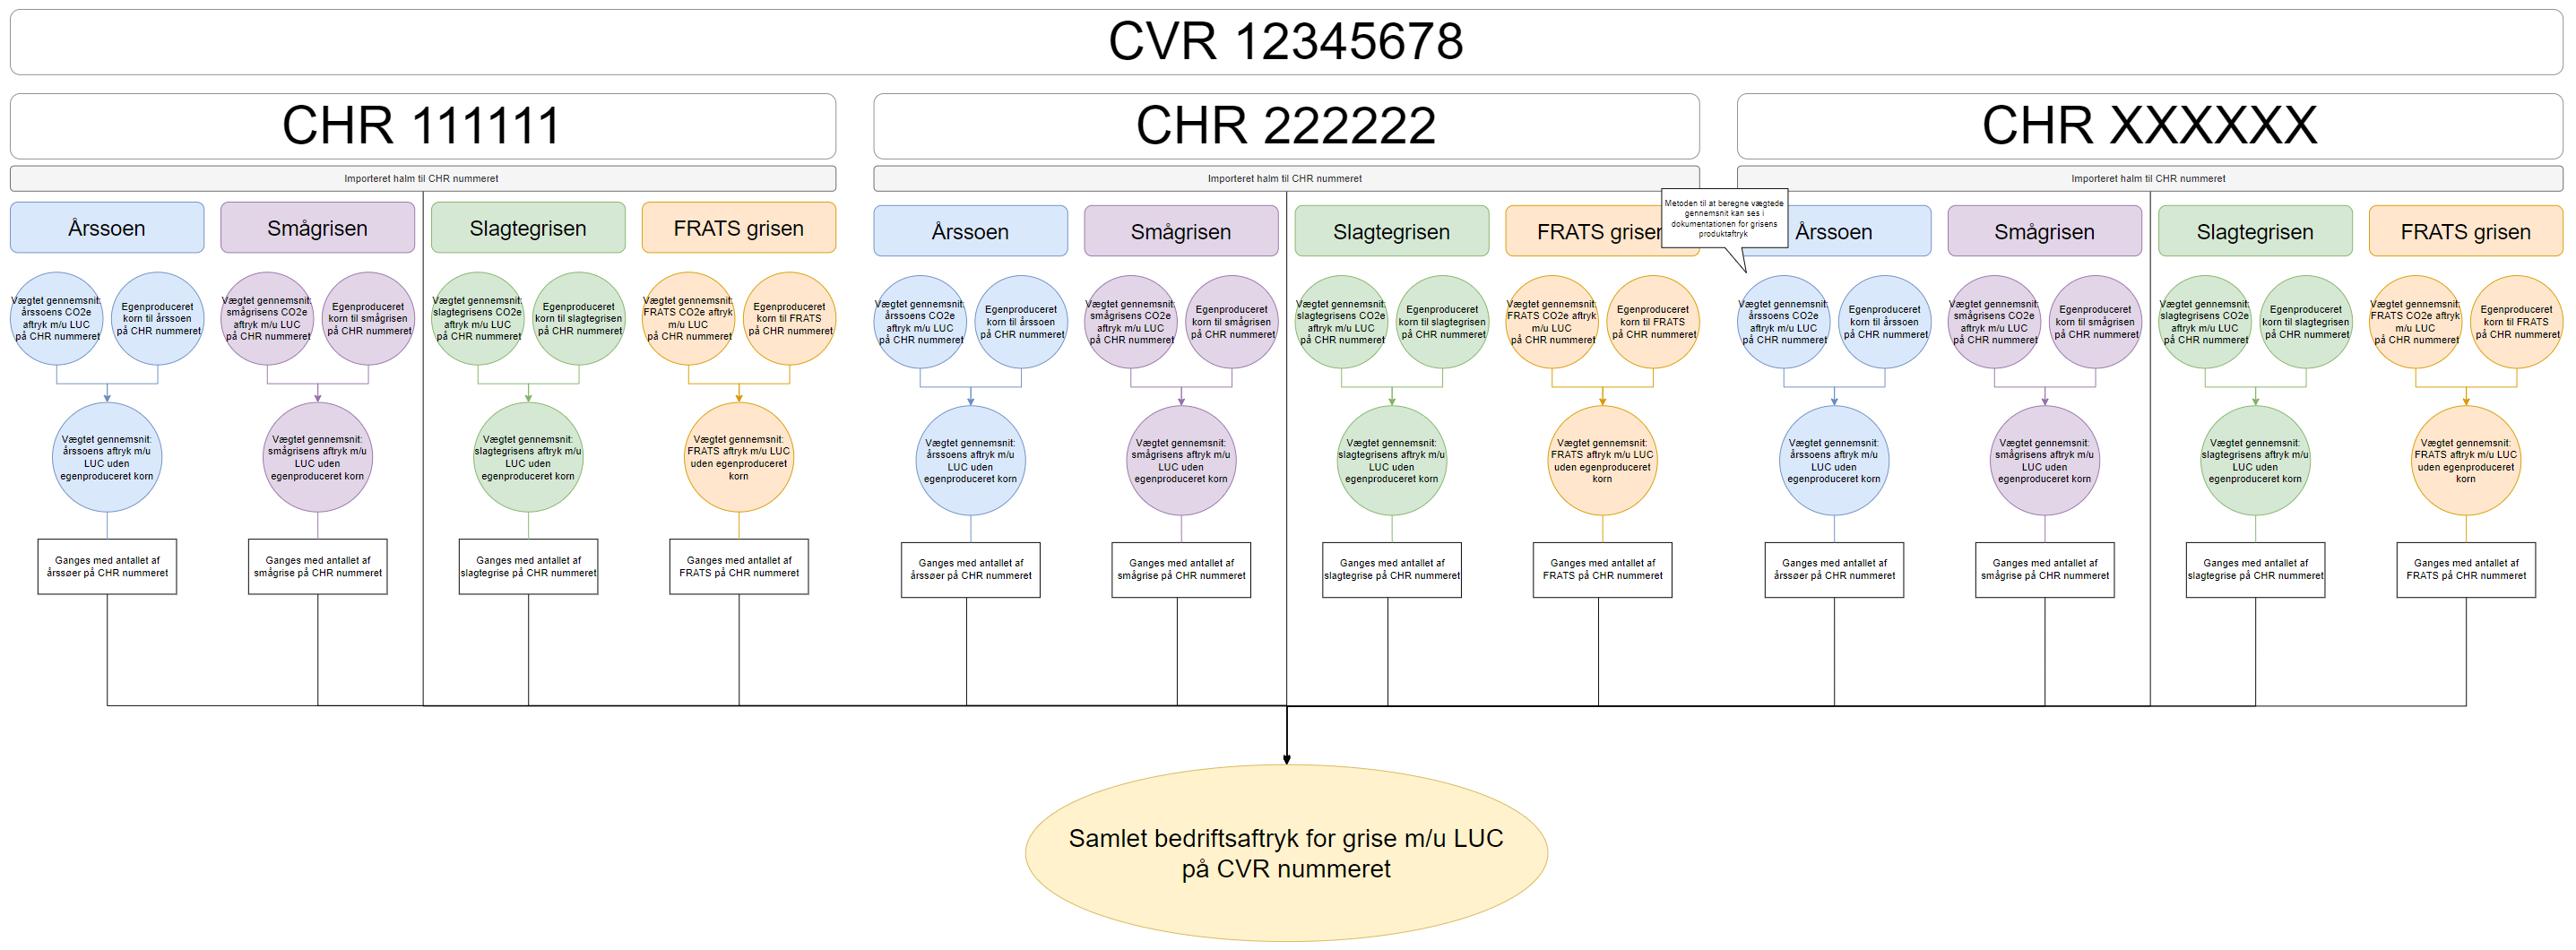 CVR 12345678
CHR 111111
CHR 222222
CHR XXXXXX
Importeret halm til CHR nummeret
Importeret halm til CHR nummeret
Importeret halm til CHR nummeret
Årssoen
Smågrisen
Slagtegrisen
FRATS grisen
Årssoen
Smågrisen
Slagtegrisen
FRATS grisen
Metoden til at beregne vægtede
gennemsnit kan ses i
dokumentationen for grisens
produktaftryk
Årssoen
Smågrisen
Slagtegrisen
FRATS grisen
Vægtet gennemsnit:
årssoens CO2e
aftryk m/u LUC
på CHR nummeret
Egenproduceret
korn til årssoen
på CHR nummeret
Vægtet gennemsnit:
smågrisens CO2e
aftryk m/u LUC
på CHR nummeret
Egenproduceret
korn til smågrisen
på CHR nummeret
Vægtet gennemsnit:
slagtegrisens CO2e
aftryk m/u LUC
på CHR nummeret
Egenproduceret
korn til slagtegrisen
på CHR nummeret
Vægtet gennemsnit:
FRATS CO2e aftryk
m/u LUC
på CHR nummeret
Egenproduceret
korn til FRATS
på CHR nummeret
Vægtet gennemsnit:
årssoens CO2e
aftryk m/u LUC
på CHR nummeret
Egenproduceret
korn til årssoen
på CHR nummeret
Vægtet gennemsnit:
smågrisens CO2e
aftryk m/u LUC
på CHR nummeret
Egenproduceret
korn til smågrisen
på CHR nummeret
Vægtet gennemsnit:
slagtegrisens CO2e
aftryk m/u LUC
på CHR nummeret
Egenproduceret
korn til slagtegrisen
på CHR nummeret
Vægtet gennemsnit:
FRATS CO2e aftryk
m/u LUC
på CHR nummeret
Egenproduceret
korn til FRATS
på CHR nummeret
Vægtet gennemsnit:
årssoens CO2e
aftryk m/u LUC
på CHR nummeret
Egenproduceret
korn til årssoen
på CHR nummeret
Vægtet gennemsnit:
smågrisens CO2e
aftryk m/u LUC
på CHR nummeret
Egenproduceret
korn til smågrisen
på CHR nummeret
Vægtet gennemsnit:
slagtegrisens CO2e
aftryk m/u LUC
på CHR nummeret
Egenproduceret
korn til slagtegrisen
på CHR nummeret
Vægtet gennemsnit:
FRATS CO2e aftryk
m/u LUC
på CHR nummeret
Egenproduceret
korn til FRATS
på CHR nummeret
Vægtet gennemsnit:
årssoens aftryk m/u
LUC uden
egenproduceret korn
Vægtet gennemsnit:
smågrisens aftryk m/u
LUC uden
egenproduceret korn
Vægtet gennemsnit:
slagtegrisens aftryk m/u
LUC uden
egenproduceret korn
Vægtet gennemsnit:
FRATS aftryk m/u LUC
uden egenproduceret
korn
Vægtet gennemsnit:
årssoens aftryk m/u
LUC uden
egenproduceret korn
Vægtet gennemsnit:
smågrisens aftryk m/u
LUC uden
egenproduceret korn
Vægtet gennemsnit:
slagtegrisens aftryk m/u
LUC uden
egenproduceret korn
Vægtet gennemsnit:
FRATS aftryk m/u LUC
uden egenproduceret
korn
Vægtet gennemsnit:
årssoens aftryk m/u
LUC uden
egenproduceret korn
Vægtet gennemsnit:
smågrisens aftryk m/u
LUC uden
egenproduceret korn
Vægtet gennemsnit:
slagtegrisens aftryk m/u
LUC uden
egenproduceret korn
Vægtet gennemsnit:
FRATS aftryk m/u LUC
uden egenproduceret
korn
Ganges med antallet af
årssøer på CHR nummeret
Ganges med antallet af
smågrise på CHR nummeret
Ganges med antallet af
slagtegrise på CHR nummeret
Ganges med antallet af
FRATS på CHR nummeret
Ganges med antallet af
årssøer på CHR nummeret
Ganges med antallet af
smågrise på CHR nummeret
Ganges med antallet af
slagtegrise på CHR nummeret
Ganges med antallet af
FRATS på CHR nummeret
Ganges med antallet af
årssøer på CHR nummeret
Ganges med antallet af
smågrise på CHR nummeret
Ganges med antallet af
slagtegrise på CHR nummeret
Ganges med antallet af
FRATS på CHR nummeret
Samlet bedriftsaftryk for grise m/u LUC
på CVR nummeret